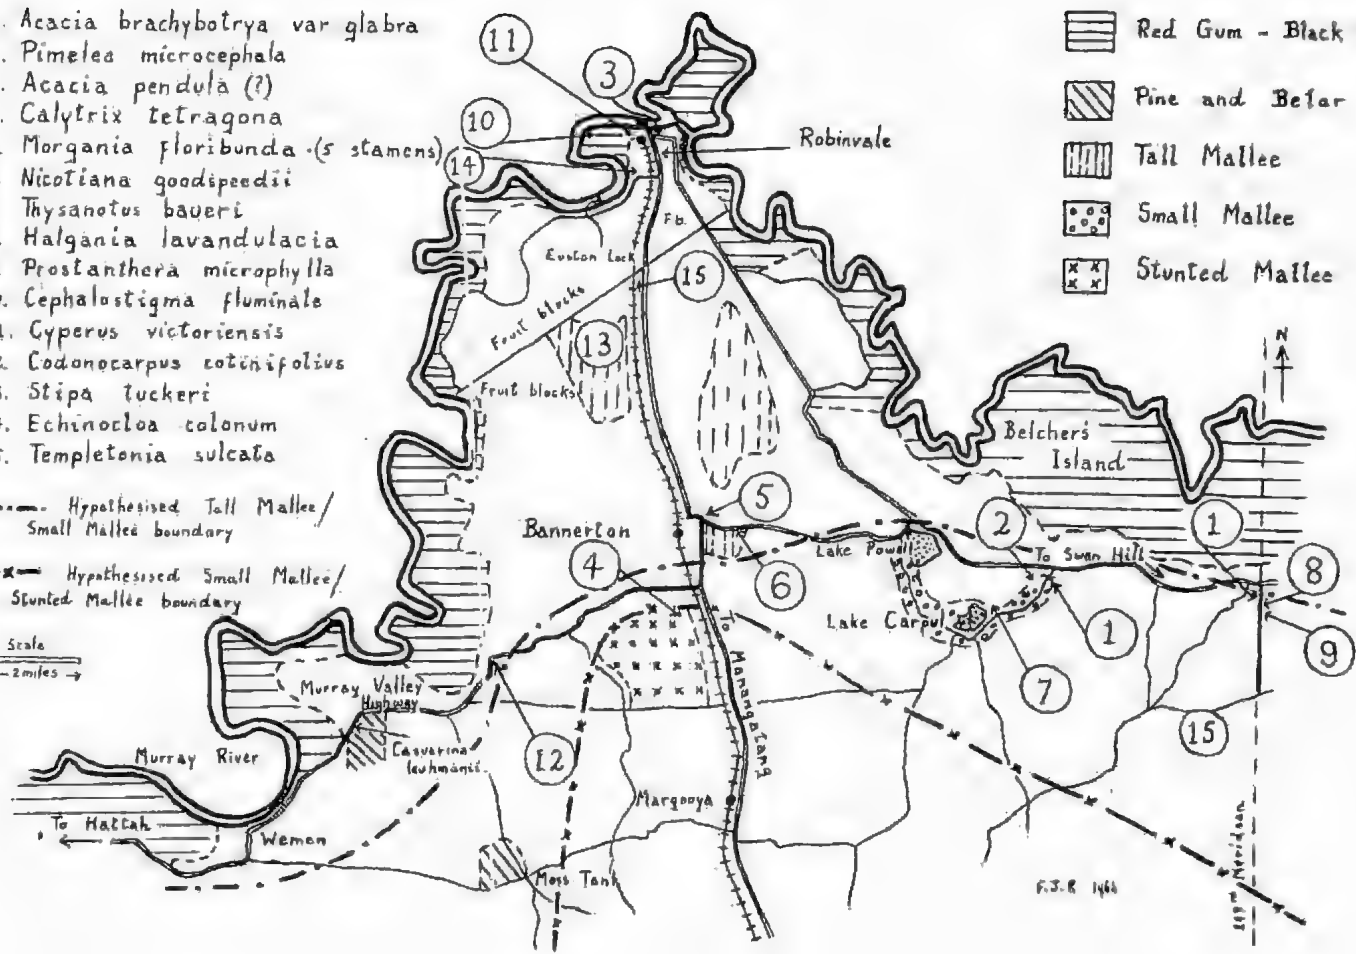 . Acacia brachybotrya var glabra
. Pimelea microcephala
. Acacia pendula (?)
. Calytrix tetragona
. Morgania floribunda (5 stamens)
Nicotiana goodspeedii
Thysanotus baueri
. Halgania lavandulacia
. Prostanthera microphylla
. Cephalostigma fluminale
. Cyperus victoriensis
. Codonocarpus cotinifolius
. Stipa tuckeri
. Echinocloa colonum
. Templetonia sulcata
Hypothesised Tall Mallee/
Small Mallee boundary
Hypothesised Small Mallee/
Stunted Mallee boundary
Scale
2 miles
Red Gum - Black
Pine and Belar
Tall Mallee
Small Mallee
Stunted Mallee
N
11
3
10
14
Robinvale
F.b.
Euston Lock
15
Fruit blocks
13
Fruit blocks
Belchers
Island
5
2
1
Bannerton
Lake Powell
To Swan Hill
4
6
8
Lake Carpul
1
9
To
Manangatang
7
Murray Valley
Highway
15
Murray River
Casuarina
leuhmanii
12
Margooya
To Hattah
Wemen
Moss Tank
F.J.R 1966
Meridian